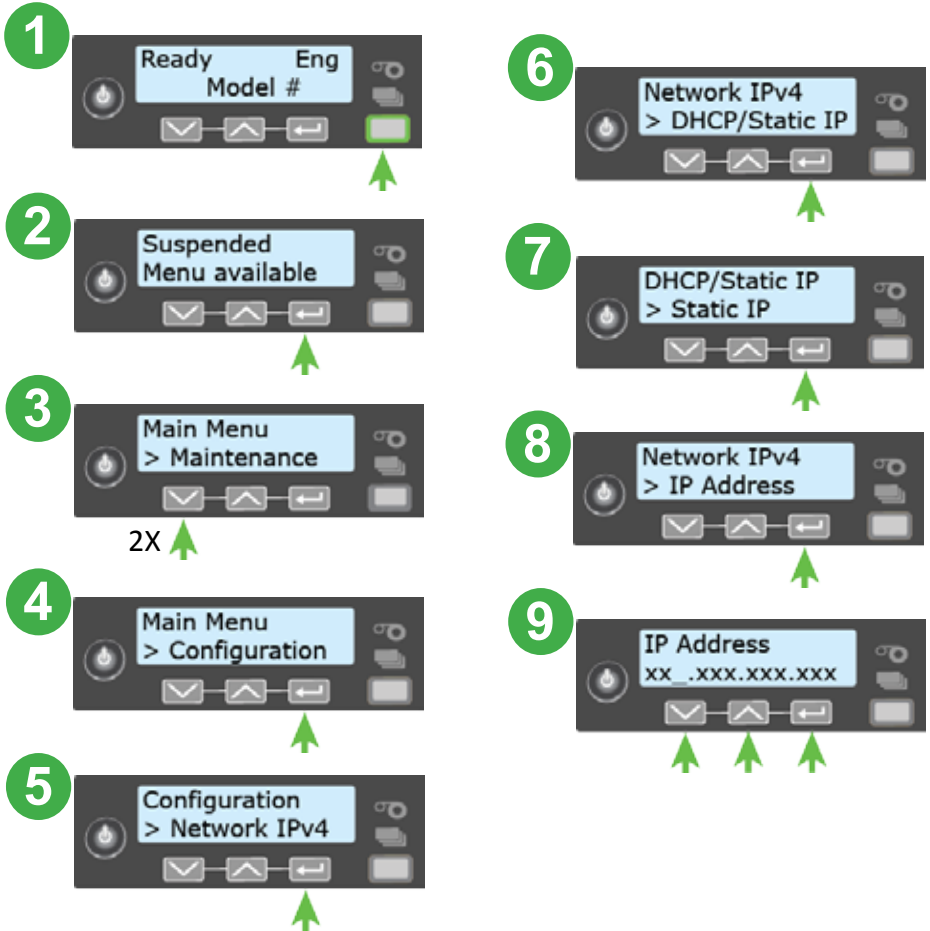 1
Ready Eng
Model #
2
Suspended
Menu available
3
Main Menu
> Maintenance
2X
4
Main Menu
> Configuration
5
Configuration
> Network IPv4
6
Network IPv4
> DHCP/Static IP
7
DHCP/Static IP
> Static IP
8
Network IPv4
> IP Address
9
IP Address
xx_.xxx.xxx.xxx